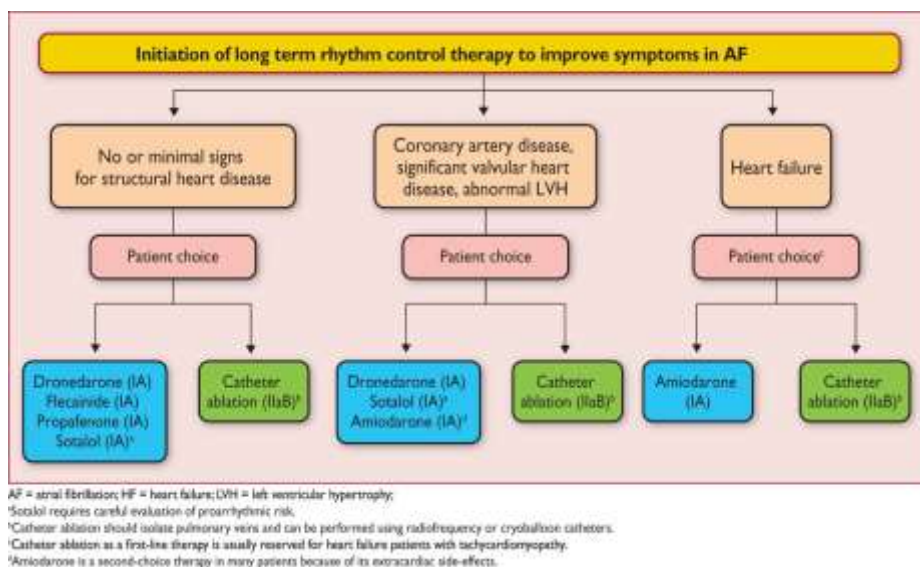 Initiation of long term rhythm control therapy to improve symptoms in AF
No or minimal signs
for structural heart disease
Coronary artery disease,
significant valvular heart
disease, abnormal LVH
Heart failure
Patient choice
Patient choice
Patient choiceᶜ
Dronedarone (IA)
Flecainide (IA)
Propafenone (IA)
Sotalol (IA)ᵃ
Catheter
ablation (IIaB)ᵇ
Dronedarone (IA)
Sotalol (IA)ᵃ
Amiodarone (IA)ᵈ
Catheter
ablation (IIaB)ᵇ
Amiodarone
(IA)
Catheter
ablation (IIaB)ᵇ
AF = atrial fibrillation; HF = heart failure; LVH = left ventricular hypertrophy;
ᵃSotalol requires careful evaluation of proarrhythmic risk.
ᵇCatheter ablation should isolate pulmonary veins and can be performed using radiofrequency or cryoballoon catheters.
ᶜCatheter ablation as a first-line therapy is usually reserved for heart failure patients with tachycardiomyopathy.
ᵈAmiodarone is a second-choice therapy in many patients because of its extracardiac side-effects.